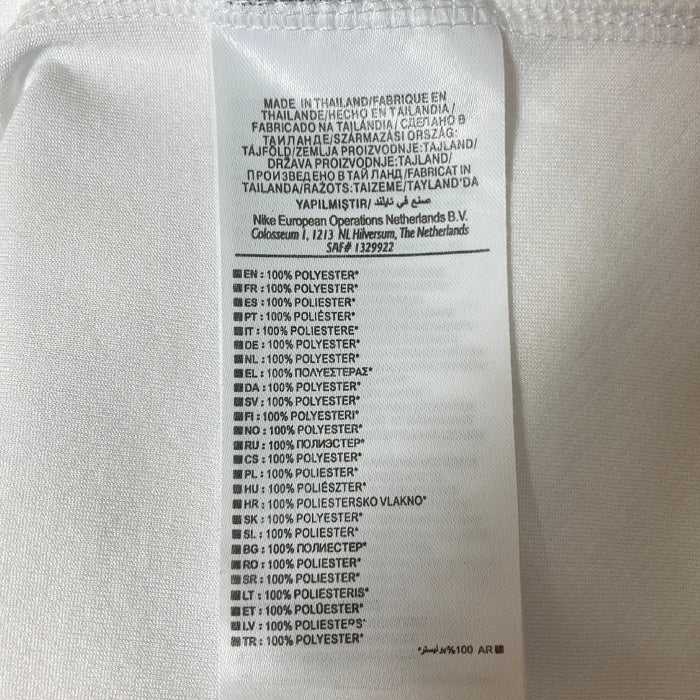 MADE IN THAILAND/FABRIQUE EN
THAILANDE/HECHO EN TAILANDIA/
FABRICADO NA TAILÂNDIA/ СДЕЛАНО В
ТАИЛАНДЕ/SZÁRMAZÁSI ORSZÁG:
TÁJFÖLD/ZEMLJA PROIZVODNJE:TAJLAND/
DRŽAVA PROIZVODNJE:TAJLAND/
ПРОИЗВЕДЕНО В ТАЙЛАНД/FABRICAT IN
TAILANDA/RAŽOTS:TAIZEME/TAYLAND'DA
YAPILMIŞTIR/ صنع في تايلند
Nike European Operations Netherlands B.V.
Colosseum 1, 1213 NL Hilversum, The Netherlands
SAF# 1329922
EN : 100% POLYESTER*
FR : 100% POLYESTER*
ES : 100% POLIESTER*
PT : 100% POLIÉSTER*
IT : 100% POLIESTERE*
DE : 100% POLYESTER*
NL : 100% POLYESTER*
EL : 100% ΠΟΛΥΕΣΤΕΡΑΣ*
DA : 100% POLYESTER*
SV : 100% POLYESTER*
FI : 100% POLYESTERI*
NO : 100% POLYESTER*
RU : 100% ПОЛИЭСТЕР*
CS : 100% POLYESTER*
PL : 100% POLIESTER*
HU : 100% POLIÉSZTER*
HR : 100% POLIESTERSKO VLAKNO*
SK : 100% POLYESTER*
SL : 100% POLIESTER*
BG : 100% ПОЛИЕСТЕР*
RO : 100% POLIESTER*
SR : 100% POLIESTER*
LT : 100% POLIESTERIS*
ET : 100% POLÜESTER*
LV : 100% POLIESTERS*
TR : 100% POLYESTER*
*بوليستر%100 AR